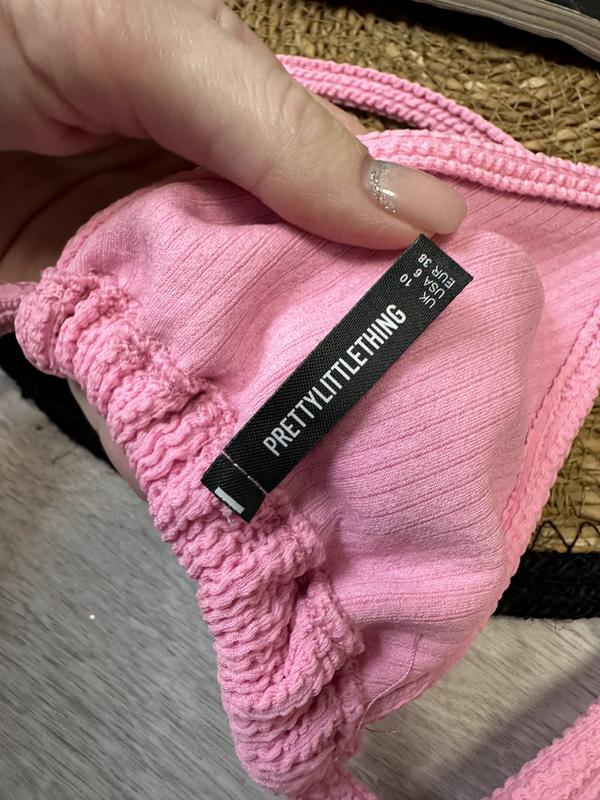 PRETTYLITTLETHING
UK 10
USA 6
EUR 38